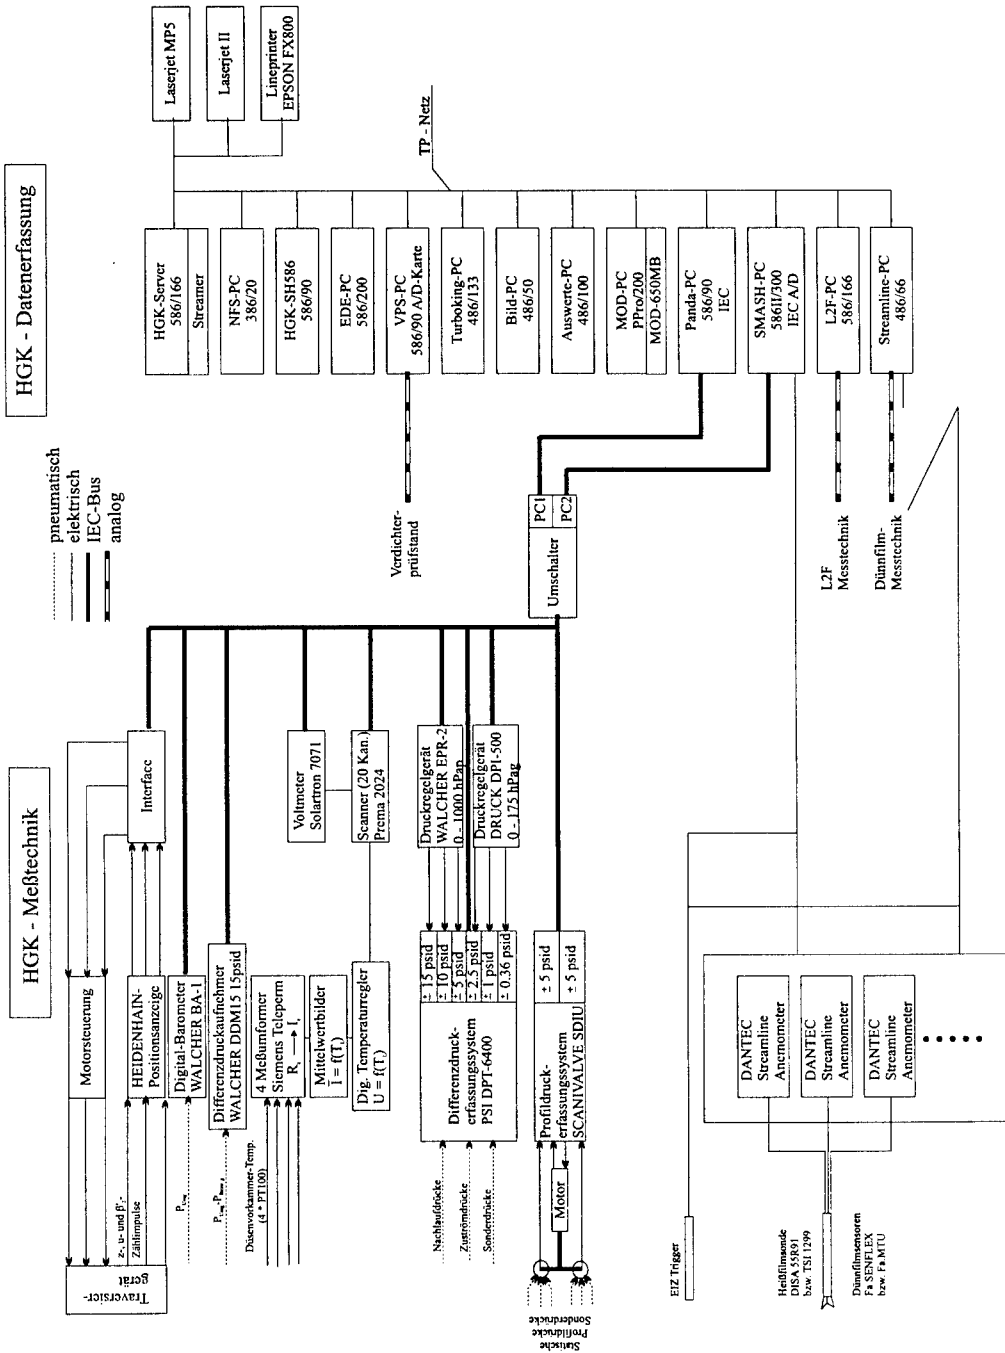 HGK - Meßtechnik
HGK - Datenerfassung
pneumatisch
elektrisch
IEC-Bus
analog
Traversier-
gerät
Motorsteuerung
Interface
z-, u- und β'₂-
Zählimpulse
HEIDENHAIN-
Positionsanzeige
Digital-Barometer
WALCHER BA-1
Differenzdruckaufnehmer
WALCHER DDM15 15psid
Düsenvorkammer-Temp.
(4 * PT100)
4 Meßumformer
Siemens Teleperm
Mittelwertbilder
Dig. Temperaturregler
Voltmeter
Solartron 7071
Scanner (20 Kan.)
Prema 2024
Nachlaufdrücke
Zuströmdrücke
Sonderdrücke
Differenzdruck-
erfassungssystem
PSI DPT-6400
± 15 psid
± 10 psid
± 5 psid
± 2.5 psid
± 1 psid
± 0.36 psid
Druckregelgerät
WALCHER EPR-2
0 - 1000 hPap
Druckregelgerät
DRUCK DPI-500
0 - 175 hPag
Statische
Profildrücke
Sonderdrücke
Motor
Profildruck-
erfassungssystem
SCANIVALVE SDIU
± 5 psid
± 5 psid
Umschalter
PC1
PC2
Verdichter-
prüfstand
Laserjet MP5
Laserjet II
Lineprinter
EPSON FX800
TP - Netz
HGK-Server
586/166
Streamer
NFS-PC
386/20
HGK-SH586
586/90
EDE-PC
586/200
VPS-PC
586/90 A/D-Karte
Turboking-PC
486/133
Bild-PC
486/50
Auswerte-PC
486/100
MOD-PC
PPro/200
MOD-650MB
Panda-PC
586/90
IEC
SMASH-PC
586II/300
IEC A/D
L2F-PC
586/166
Streamline-PC
486/66
L2F
Messtechnik
Dünnfilm-
Messtechnik
EIZ Trigger
Heißfilmsonde
DISA 55R91
bzw. TSI 1299
Dünnfilmsensoren
Fa SENFLEX
bzw. Fa.MTU
DANTEC
Streamline
Anemometer
DANTEC
Streamline
Anemometer
DANTEC
Streamline
Anemometer